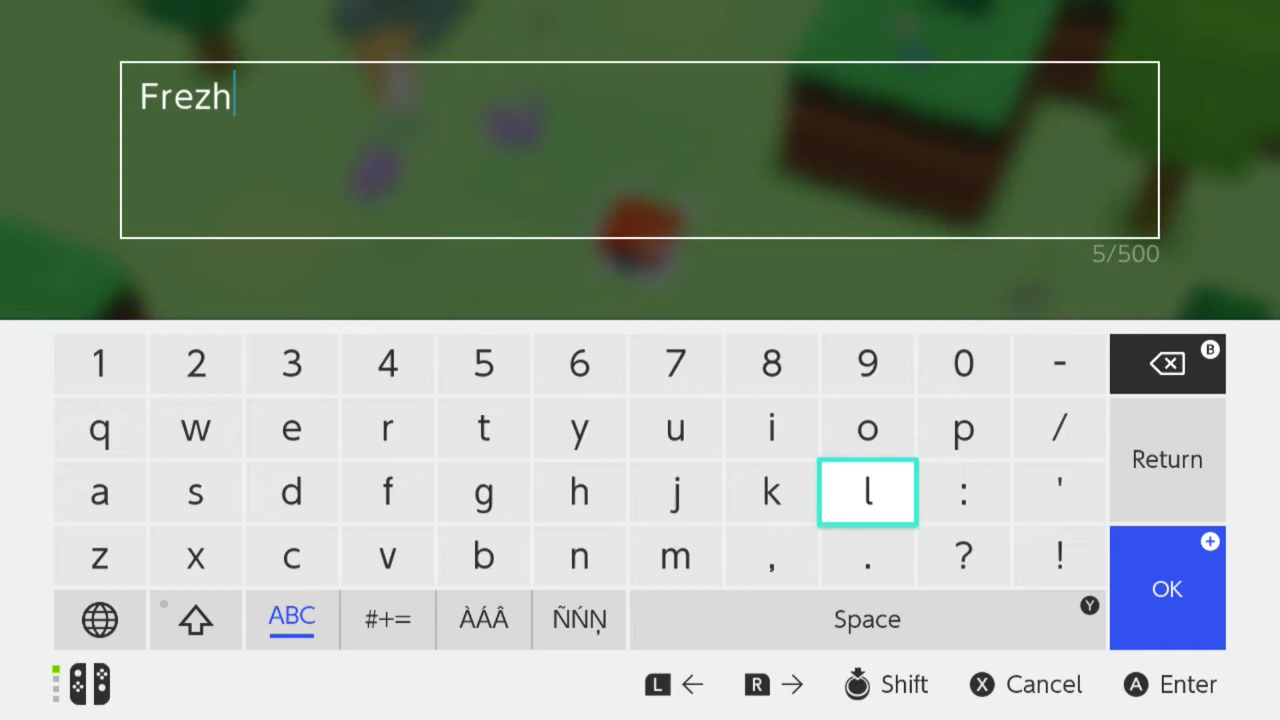 Frezh
5/500
1 2 3 4 5 6 7 8 9 0 - B
q w e r t y u i o p /
Return
a s d f g h j k l : '
z x c v b n m , . ? ! +
OK
ABC #+= ÀÁÂ ÑŃŅ Space Y
L ← R → Shift X Cancel A Enter